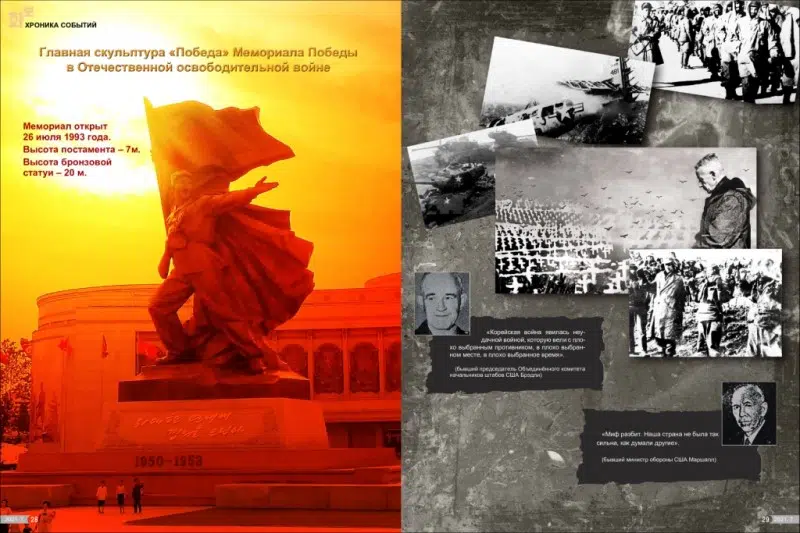 ХРОНИКА СОБЫТИЙ
Главная скульптура «Победа» Мемориала Победы
в Отечественной освободительной войне
Мемориал открыт
26 июля 1993 года.
Высота постамента – 7м.
Высота бронзовой
статуи – 20 м.
1950-1953
«Корейская война явилась неу-
дачной войной, которую вели с пло-
хо выбранным противником, в плохо выбран-
ном месте, в плохо выбранное время».
(бывший председатель Объединённого комитета
начальников штабов США Брэдли)
«Миф разбит. Наша страна не была так
сильна, как думали другие».
(бывший министр обороны США Маршалл)
28
29